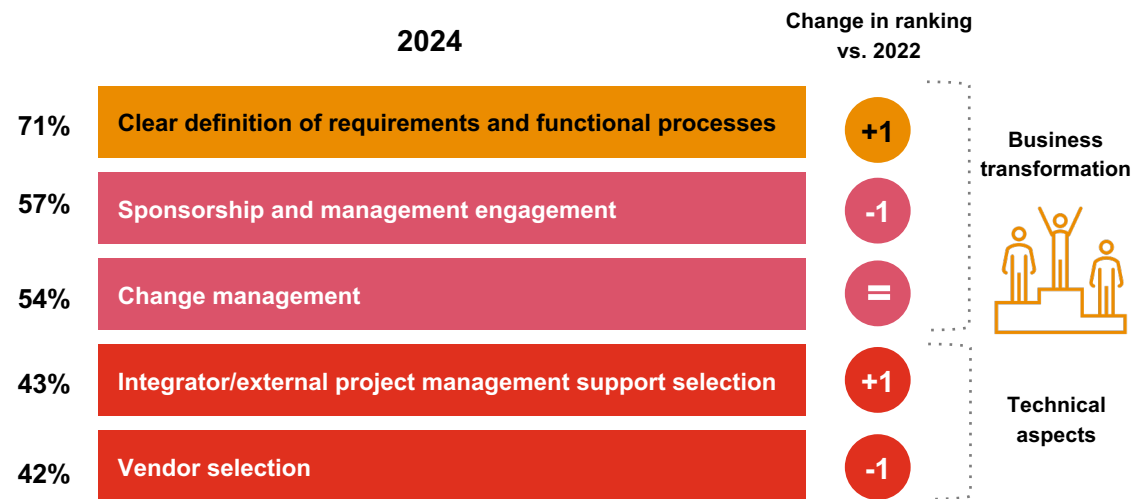 2024
Change in ranking
vs. 2022
71%
Clear definition of requirements and functional processes
+1
57%
Sponsorship and management engagement
-1
54%
Change management
=
Business
transformation
43%
Integrator/external project management support selection
+1
42%
Vendor selection
-1
Technical
aspects